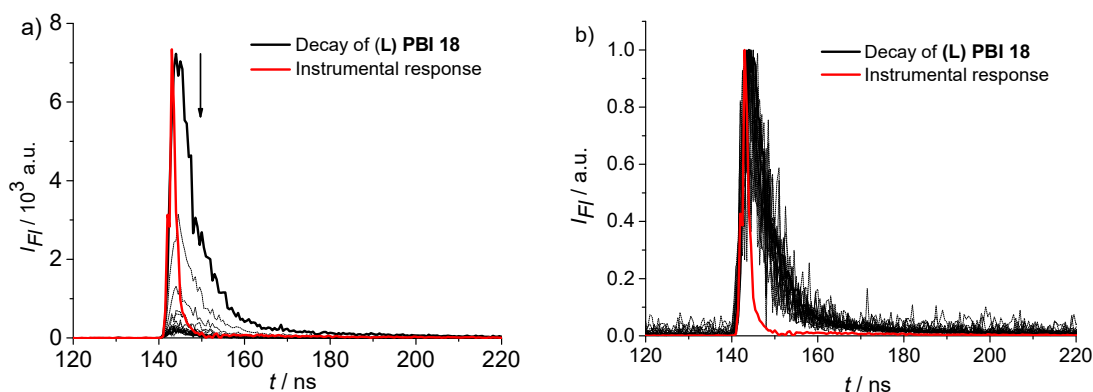 a)
Decay of (L) PBI 18
Instrumental response
I_Fl / 10³ a.u.
8
6
4
2
0
120 140 160 180 200 220
t / ns
b)
Decay of (L) PBI 18
Instrumental response
I_Fl / a.u.
1.0
0.8
0.6
0.4
0.2
0.0
120 140 160 180 200 220
t / ns